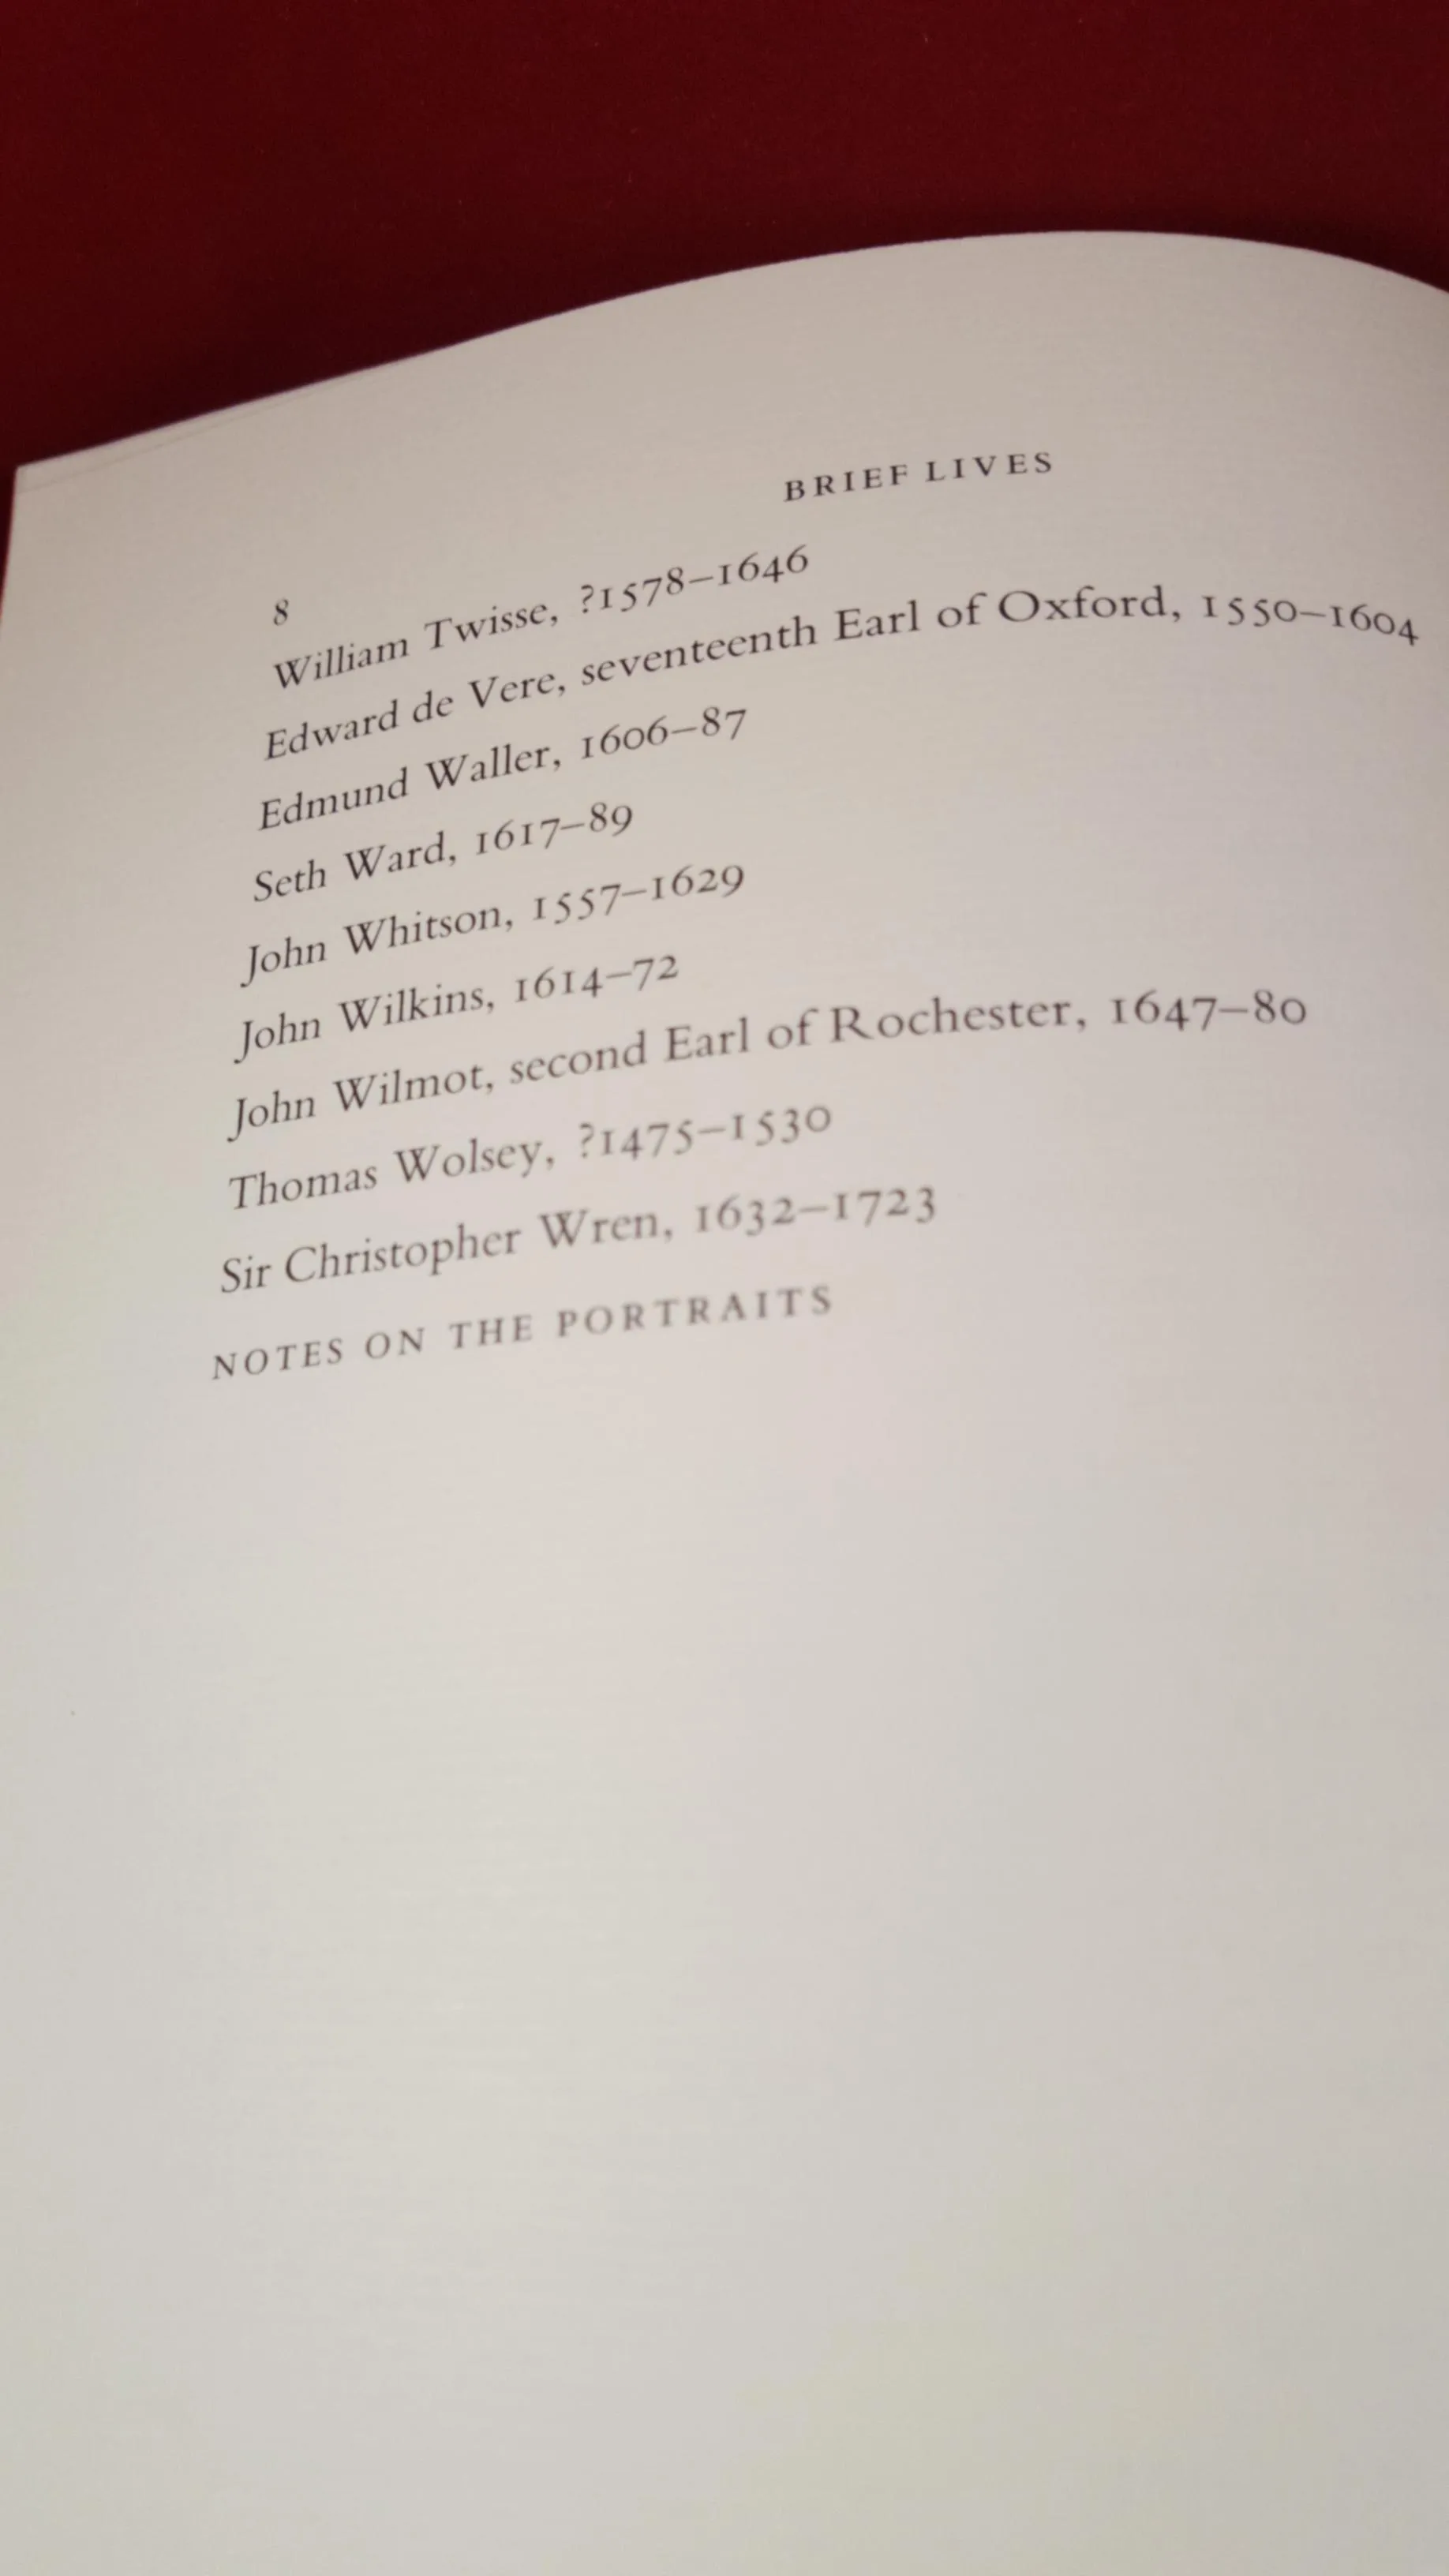 8
BRIEF LIVES
William Twisse, ?1578–1646
Edward de Vere, seventeenth Earl of Oxford, 1550–1604
Edmund Waller, 1606–87
Seth Ward, 1617–89
John Whitson, 1557–1629
John Wilkins, 1614–72
John Wilmot, second Earl of Rochester, 1647–80
Thomas Wolsey, ?1475–1530
Sir Christopher Wren, 1632–1723
NOTES ON THE PORTRAITS